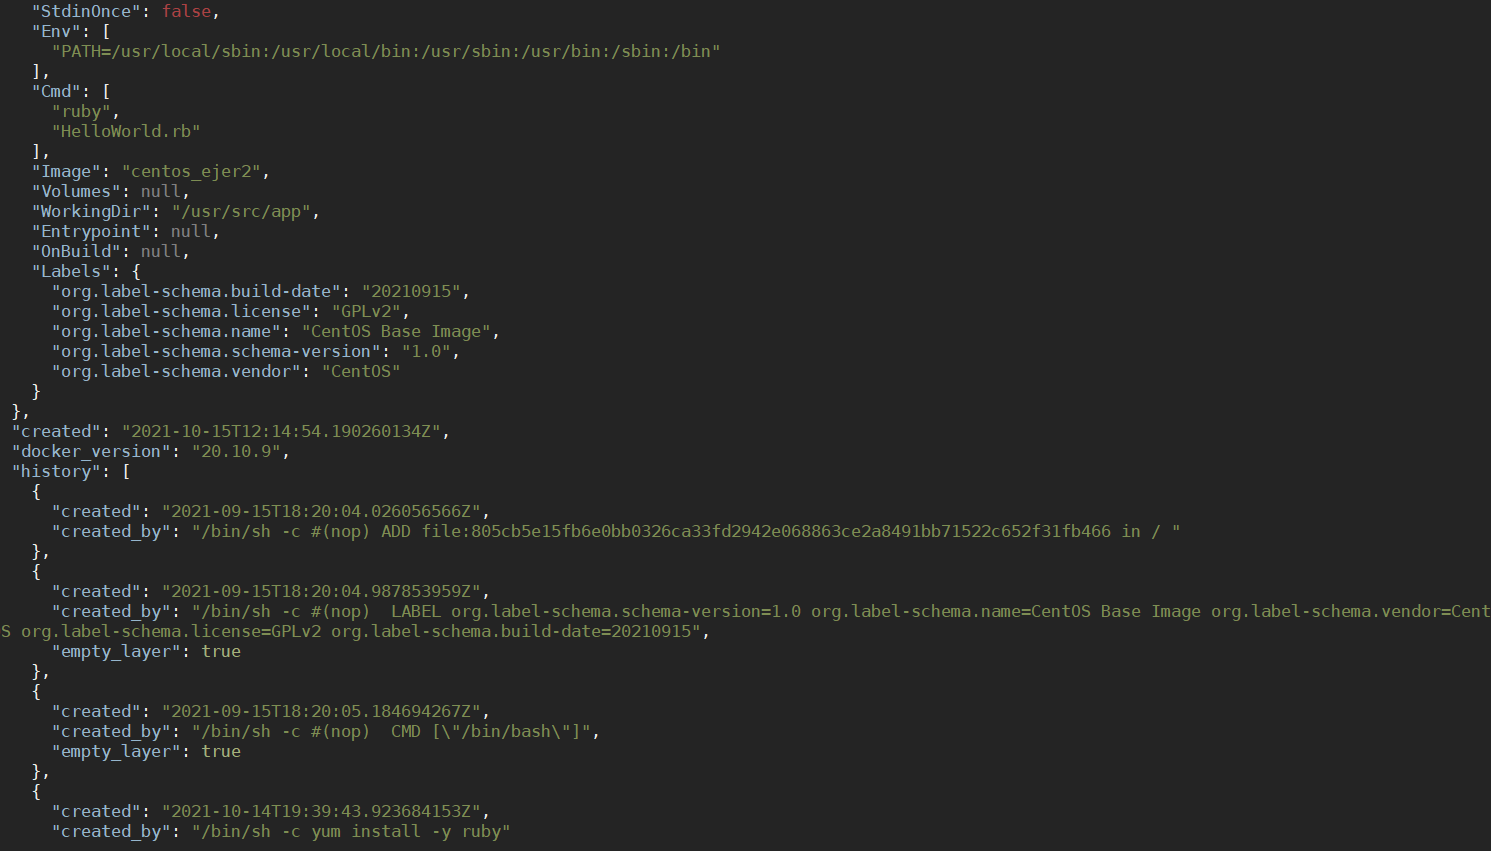 "StdinOnce": false,
"Env": [
"PATH=/usr/local/sbin:/usr/local/bin:/usr/sbin:/usr/bin:/sbin:/bin"
],
"Cmd": [
"ruby",
"HelloWorld.rb"
],
"Image": "centos_ejer2",
"Volumes": null,
"WorkingDir": "/usr/src/app",
"Entrypoint": null,
"OnBuild": null,
"Labels": {
"org.label-schema.build-date": "20210915",
"org.label-schema.license": "GPLv2",
"org.label-schema.name": "CentOS Base Image",
"org.label-schema.schema-version": "1.0",
"org.label-schema.vendor": "CentOS"
}
},
"created": "2021-10-15T12:14:54.190260134Z",
"docker_version": "20.10.9",
"history": [
{
"created": "2021-09-15T18:20:04.026056566Z",
"created_by": "/bin/sh -c #(nop) ADD file:805cb5e15fb6e0bb0326ca33fd2942e068863ce2a8491bb71522c652f31fb466 in / "
},
{
"created": "2021-09-15T18:20:04.987853959Z",
"created_by": "/bin/sh -c #(nop)  LABEL org.label-schema.schema-version=1.0 org.label-schema.name=CentOS Base Image org.label-schema.vendor=Cent
S org.label-schema.license=GPLv2 org.label-schema.build-date=20210915",
"empty_layer": true
},
{
"created": "2021-09-15T18:20:05.184694267Z",
"created_by": "/bin/sh -c #(nop)  CMD [\"/bin/bash\"]",
"empty_layer": true
},
{
"created": "2021-10-14T19:39:43.923684153Z",
"created_by": "/bin/sh -c yum install -y ruby"